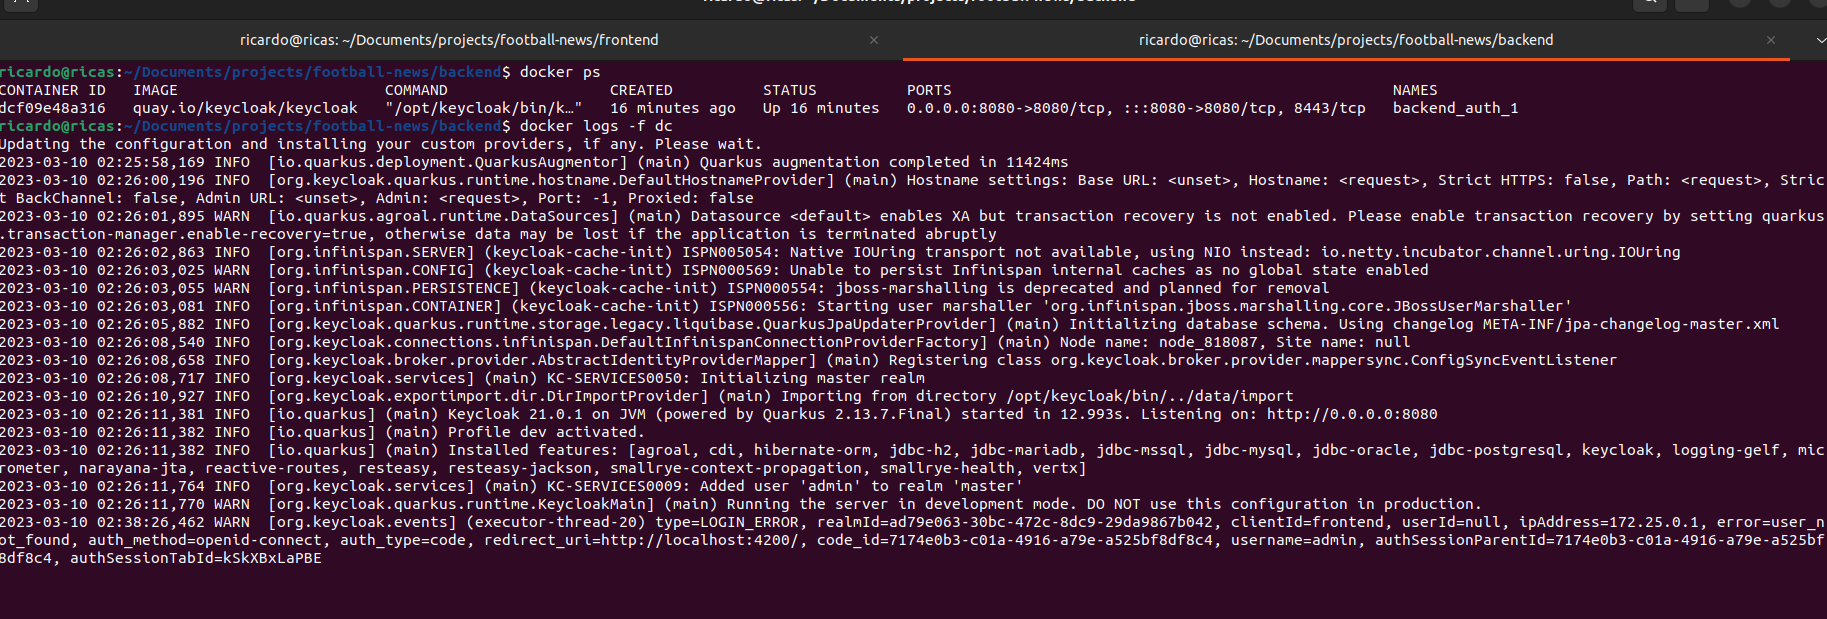 ricardo@ricas: ~/Documents/projects/football-news/frontend
ricardo@ricas: ~/Documents/projects/football-news/backend
ricardo@ricas:~/Documents/projects/football-news/backend$ docker ps
CONTAINER ID   IMAGE   COMMAND   CREATED   STATUS   PORTS   NAMES
dcf09e48a316   quay.io/keycloak/keycloak   "/opt/keycloak/bin/k…"   16 minutes ago   Up 16 minutes   0.0.0.0:8080->8080/tcp, :::8080->8080/tcp, 8443/tcp   backend_auth_1
ricardo@ricas:~/Documents/projects/football-news/backend$ docker logs -f dc
Updating the configuration and installing your custom providers, if any. Please wait.
2023-03-10 02:25:58,169 INFO  [io.quarkus.deployment.QuarkusAugmentor] (main) Quarkus augmentation completed in 11424ms
2023-03-10 02:26:00,196 INFO  [org.keycloak.quarkus.runtime.hostname.DefaultHostnameProvider] (main) Hostname settings: Base URL: <unset>, Hostname: <request>, Strict HTTPS: false, Path: <request>, Stric
t BackChannel: false, Admin URL: <unset>, Admin: <request>, Port: -1, Proxied: false
2023-03-10 02:26:01,895 WARN  [io.quarkus.agroal.runtime.DataSources] (main) Datasource <default> enables XA but transaction recovery is not enabled. Please enable transaction recovery by setting quarkus
.transaction-manager.enable-recovery=true, otherwise data may be lost if the application is terminated abruptly
2023-03-10 02:26:02,863 INFO  [org.infinispan.SERVER] (keycloak-cache-init) ISPN005054: Native IOUring transport not available, using NIO instead: io.netty.incubator.channel.uring.IOUring
2023-03-10 02:26:03,025 WARN  [org.infinispan.CONFIG] (keycloak-cache-init) ISPN000569: Unable to persist Infinispan internal caches as no global state enabled
2023-03-10 02:26:03,055 WARN  [org.infinispan.PERSISTENCE] (keycloak-cache-init) ISPN000554: jboss-marshalling is deprecated and planned for removal
2023-03-10 02:26:03,081 INFO  [org.infinispan.CONTAINER] (keycloak-cache-init) ISPN000556: Starting user marshaller 'org.infinispan.jboss.marshalling.core.JBossUserMarshaller'
2023-03-10 02:26:05,882 INFO  [org.keycloak.quarkus.runtime.storage.legacy.liquibase.QuarkusJpaUpdaterProvider] (main) Initializing database schema. Using changelog META-INF/jpa-changelog-master.xml
2023-03-10 02:26:08,540 INFO  [org.keycloak.connections.infinispan.DefaultInfinispanConnectionProviderFactory] (main) Node name: node_818087, Site name: null
2023-03-10 02:26:08,658 INFO  [org.keycloak.broker.provider.AbstractIdentityProviderMapper] (main) Registering class org.keycloak.broker.provider.mappersync.ConfigSyncEventListener
2023-03-10 02:26:08,717 INFO  [org.keycloak.services] (main) KC-SERVICES0050: Initializing master realm
2023-03-10 02:26:10,927 INFO  [org.keycloak.exportimport.dir.DirImportProvider] (main) Importing from directory /opt/keycloak/bin/../data/import
2023-03-10 02:26:11,381 INFO  [io.quarkus] (main) Keycloak 21.0.1 on JVM (powered by Quarkus 2.13.7.Final) started in 12.993s. Listening on: http://0.0.0.0:8080
2023-03-10 02:26:11,382 INFO  [io.quarkus] (main) Profile dev activated.
2023-03-10 02:26:11,382 INFO  [io.quarkus] (main) Installed features: [agroal, cdi, hibernate-orm, jdbc-h2, jdbc-mariadb, jdbc-mssql, jdbc-mysql, jdbc-oracle, jdbc-postgresql, keycloak, logging-gelf, mic
rometer, narayana-jta, reactive-routes, resteasy, resteasy-jackson, smallrye-context-propagation, smallrye-health, vertx]
2023-03-10 02:26:11,764 INFO  [org.keycloak.services] (main) KC-SERVICES0009: Added user 'admin' to realm 'master'
2023-03-10 02:26:11,770 WARN  [org.keycloak.quarkus.runtime.KeycloakMain] (main) Running the server in development mode. DO NOT use this configuration in production.
2023-03-10 02:38:26,462 WARN  [org.keycloak.events] (executor-thread-20) type=LOGIN_ERROR, realmId=ad79e063-30bc-472c-8dc9-29da9867b042, clientId=frontend, userId=null, ipAddress=172.25.0.1, error=user_n
ot_found, auth_method=openid-connect, auth_type=code, redirect_uri=http://localhost:4200/, code_id=7174e0b3-c01a-4916-a79e-a525bf8df8c4, username=admin, authSessionParentId=7174e0b3-c01a-4916-a79e-a525bf
8df8c4, authSessionTabId=kSkXBxLaPBE